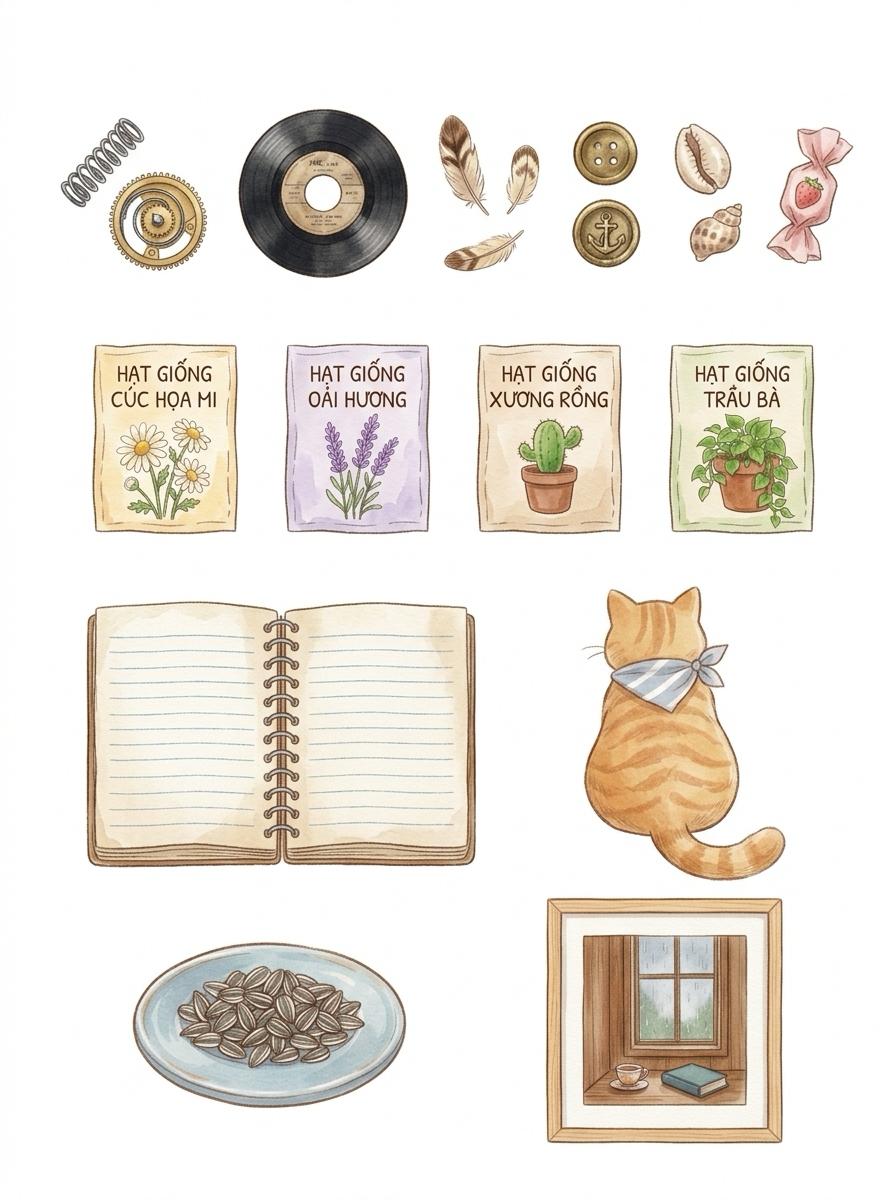 HẠT GIỐNG
CÚC HỌA MI
HẠT GIỐNG
OẢI HƯƠNG
HẠT GIỐNG
XƯƠNG RỒNG
HẠT GIỐNG
TRẦU BÀ